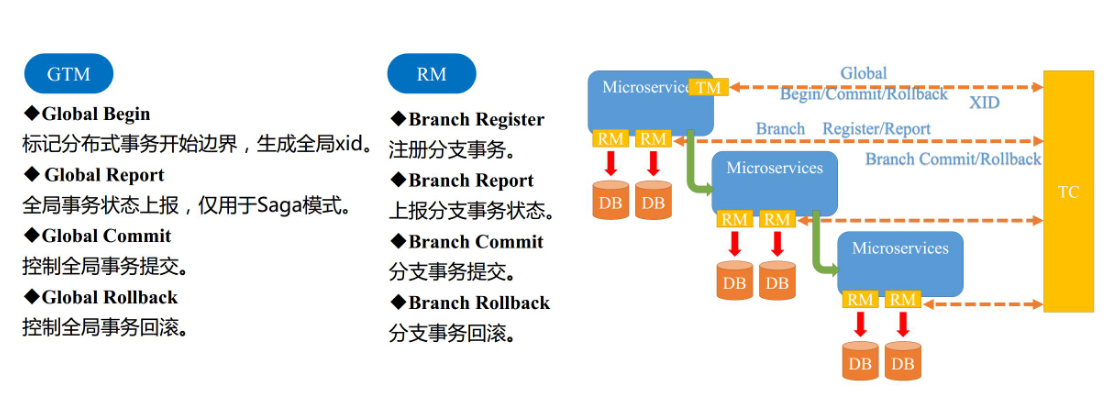 GTM
◆Global Begin
标记分布式事务开始边界，生成全局xid。
◆ Global Report
全局事务状态上报，仅用于Saga模式。
◆Global Commit
控制全局事务提交。
◆Global Rollback
控制全局事务回滚。
RM
◆Branch Register
注册分支事务。
◆Branch Report
上报分支事务状态。
◆Branch Commit
分支事务提交。
◆Branch Rollback
分支事务回滚。
Microservices
TM
Global
Begin/Commit/Rollback
XID
RM
RM
Branch Register/Report
Branch Commit/Rollback
DB
DB
Microservices
TC
RM
RM
DB
DB
Microservices
RM
RM
DB
DB